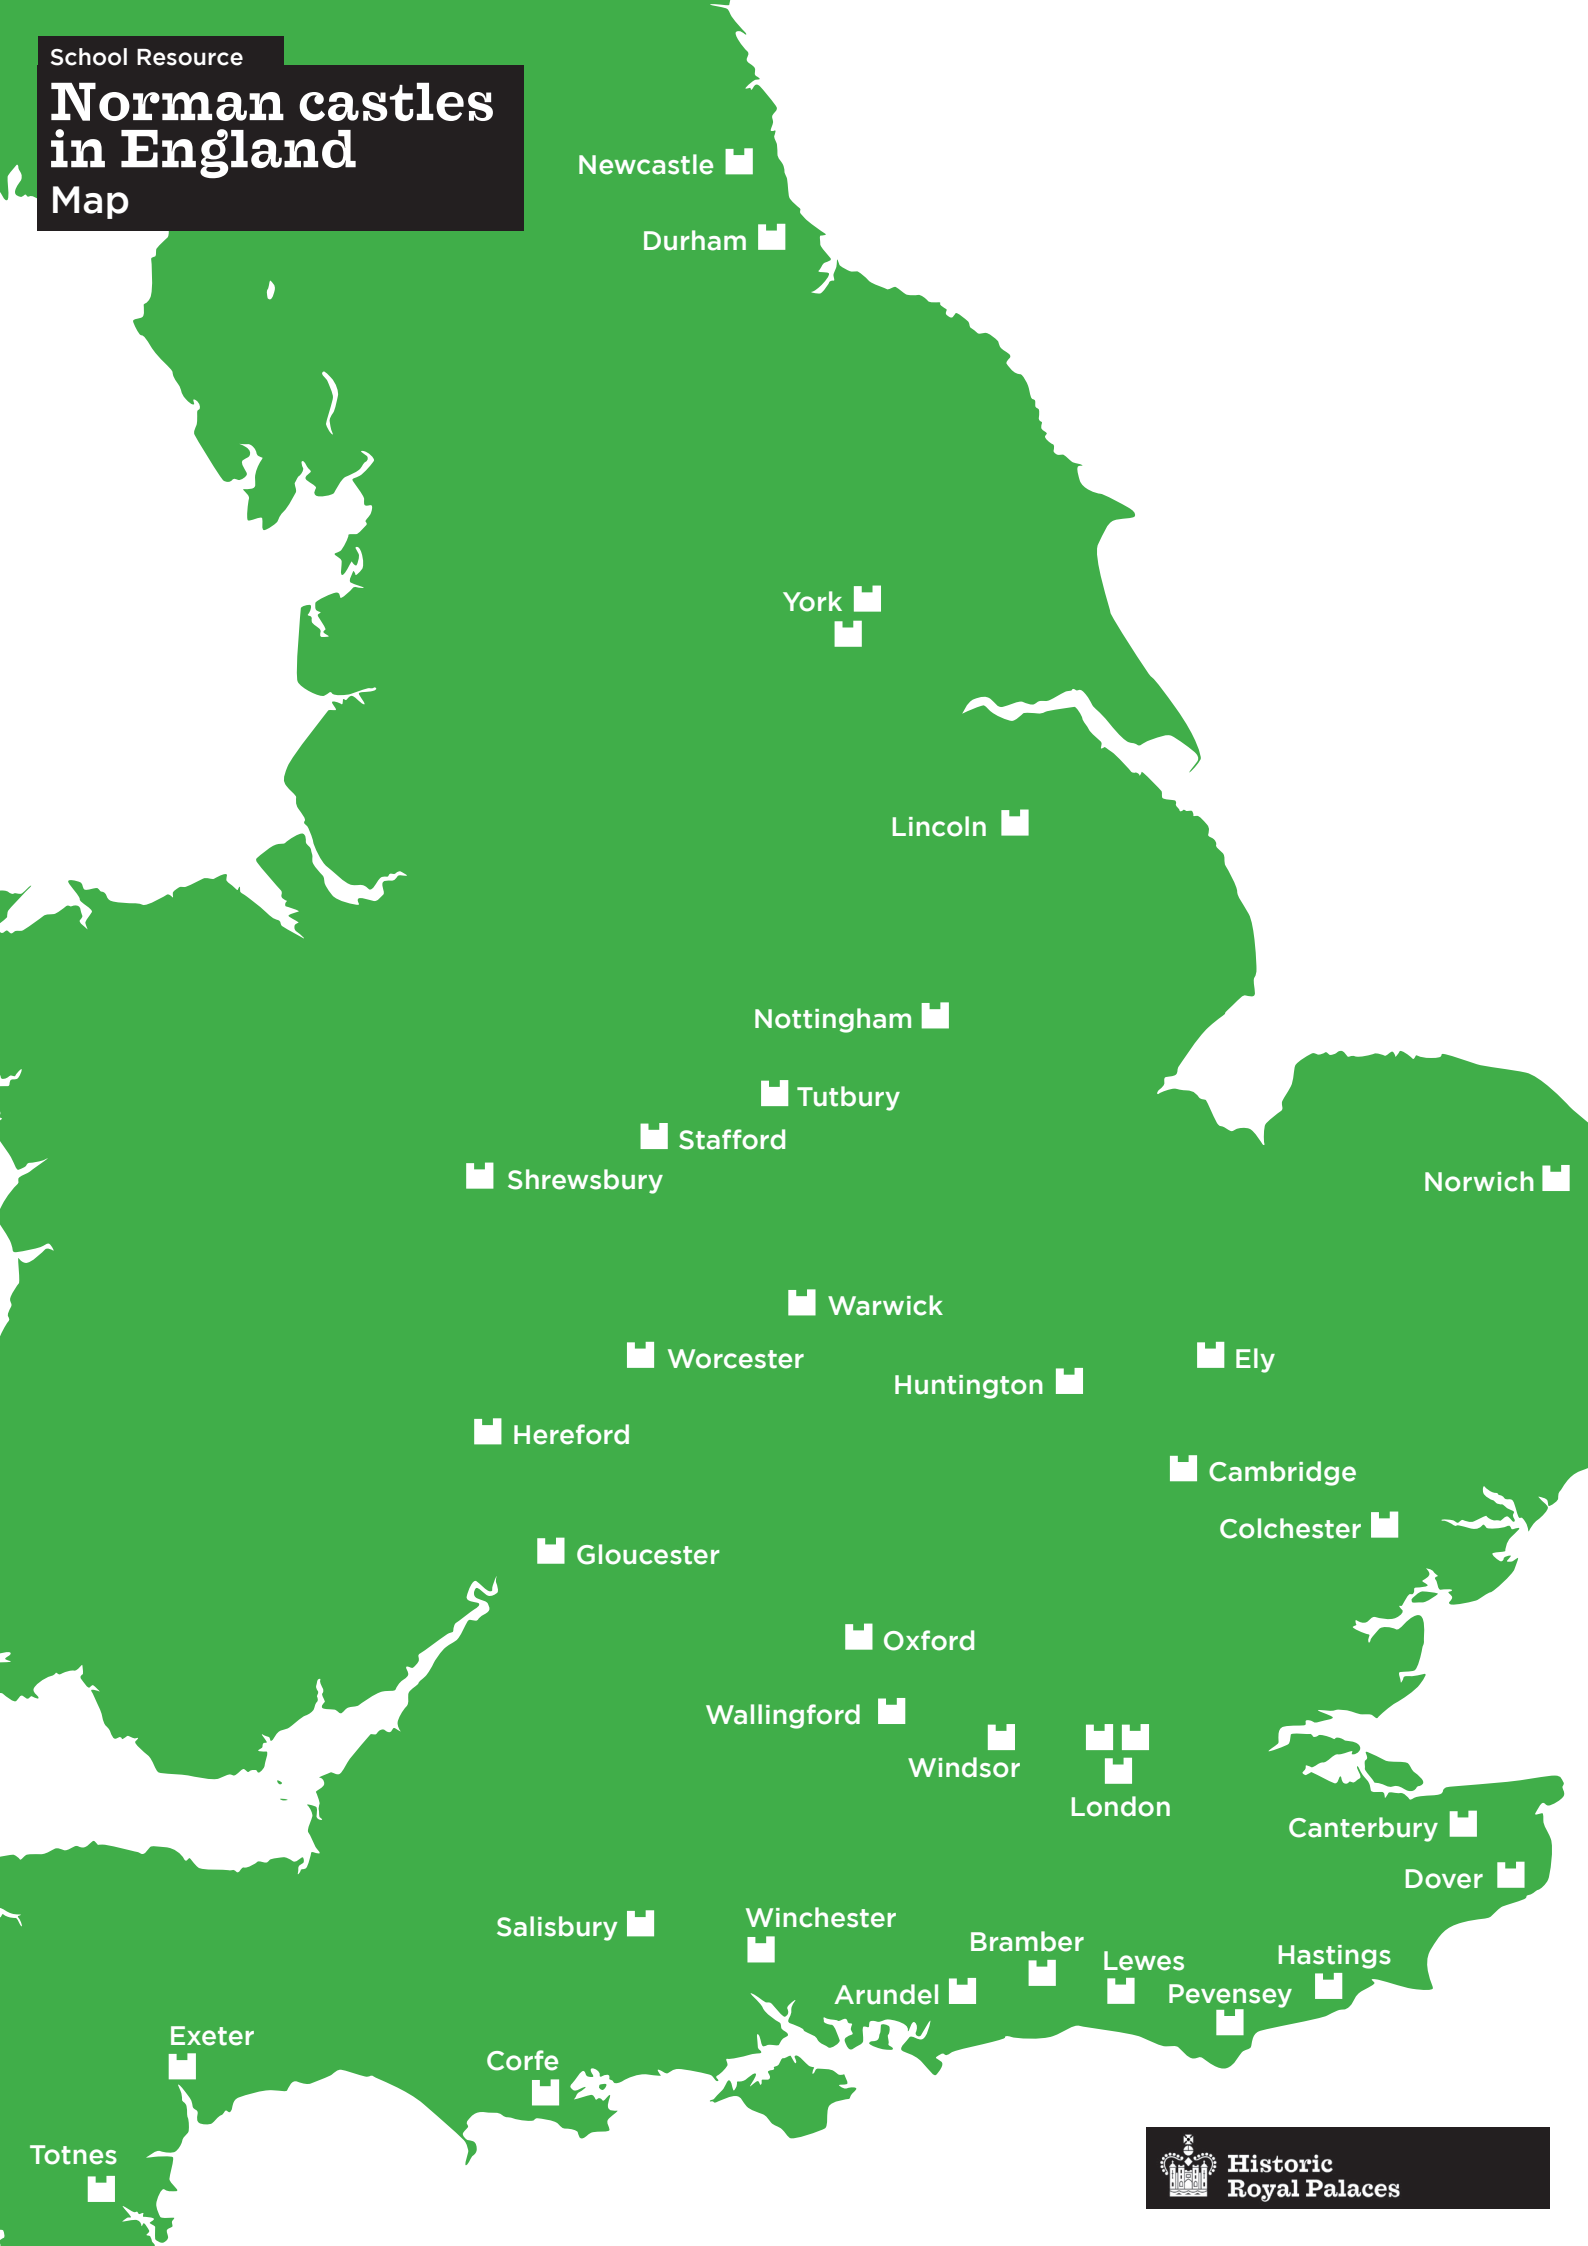 School Resource
Norman castles
in England
Map
Newcastle
Durham
York
Lincoln
Nottingham
Tutbury
Stafford
Shrewsbury
Norwich
Warwick
Worcester
Ely
Huntington
Hereford
Cambridge
Colchester
Gloucester
Oxford
Wallingford
Windsor
London
Canterbury
Dover
Salisbury
Winchester
Bramber
Lewes
Hastings
Arundel
Pevensey
Exeter
Corfe
Totnes
Historic
Royal Palaces